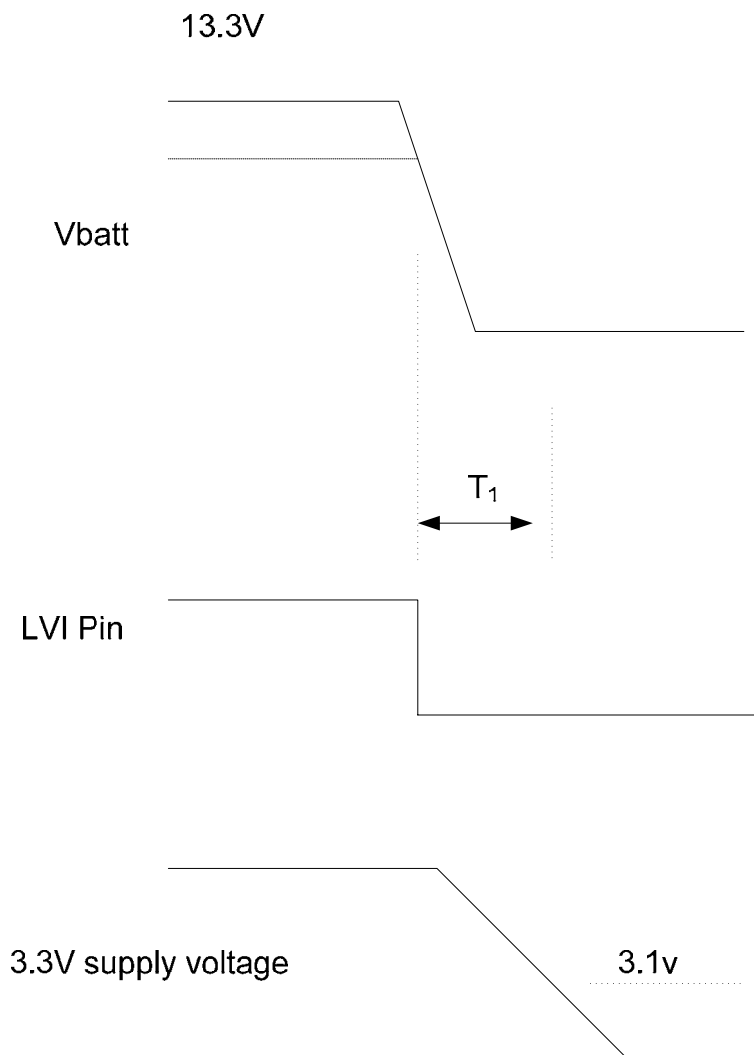 13.3V
Vbatt
T₁
LVI Pin
3.3V supply voltage
3.1v